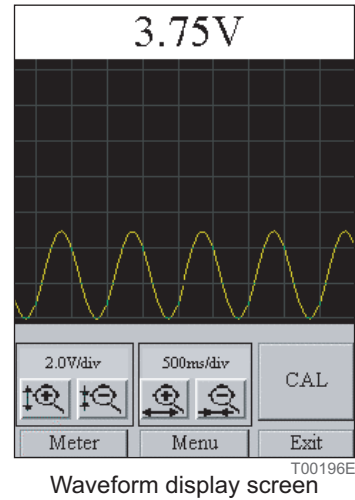 3.75V
2.0V/div 500ms/div CAL
Meter Menu Exit
T00196E
Waveform display screen